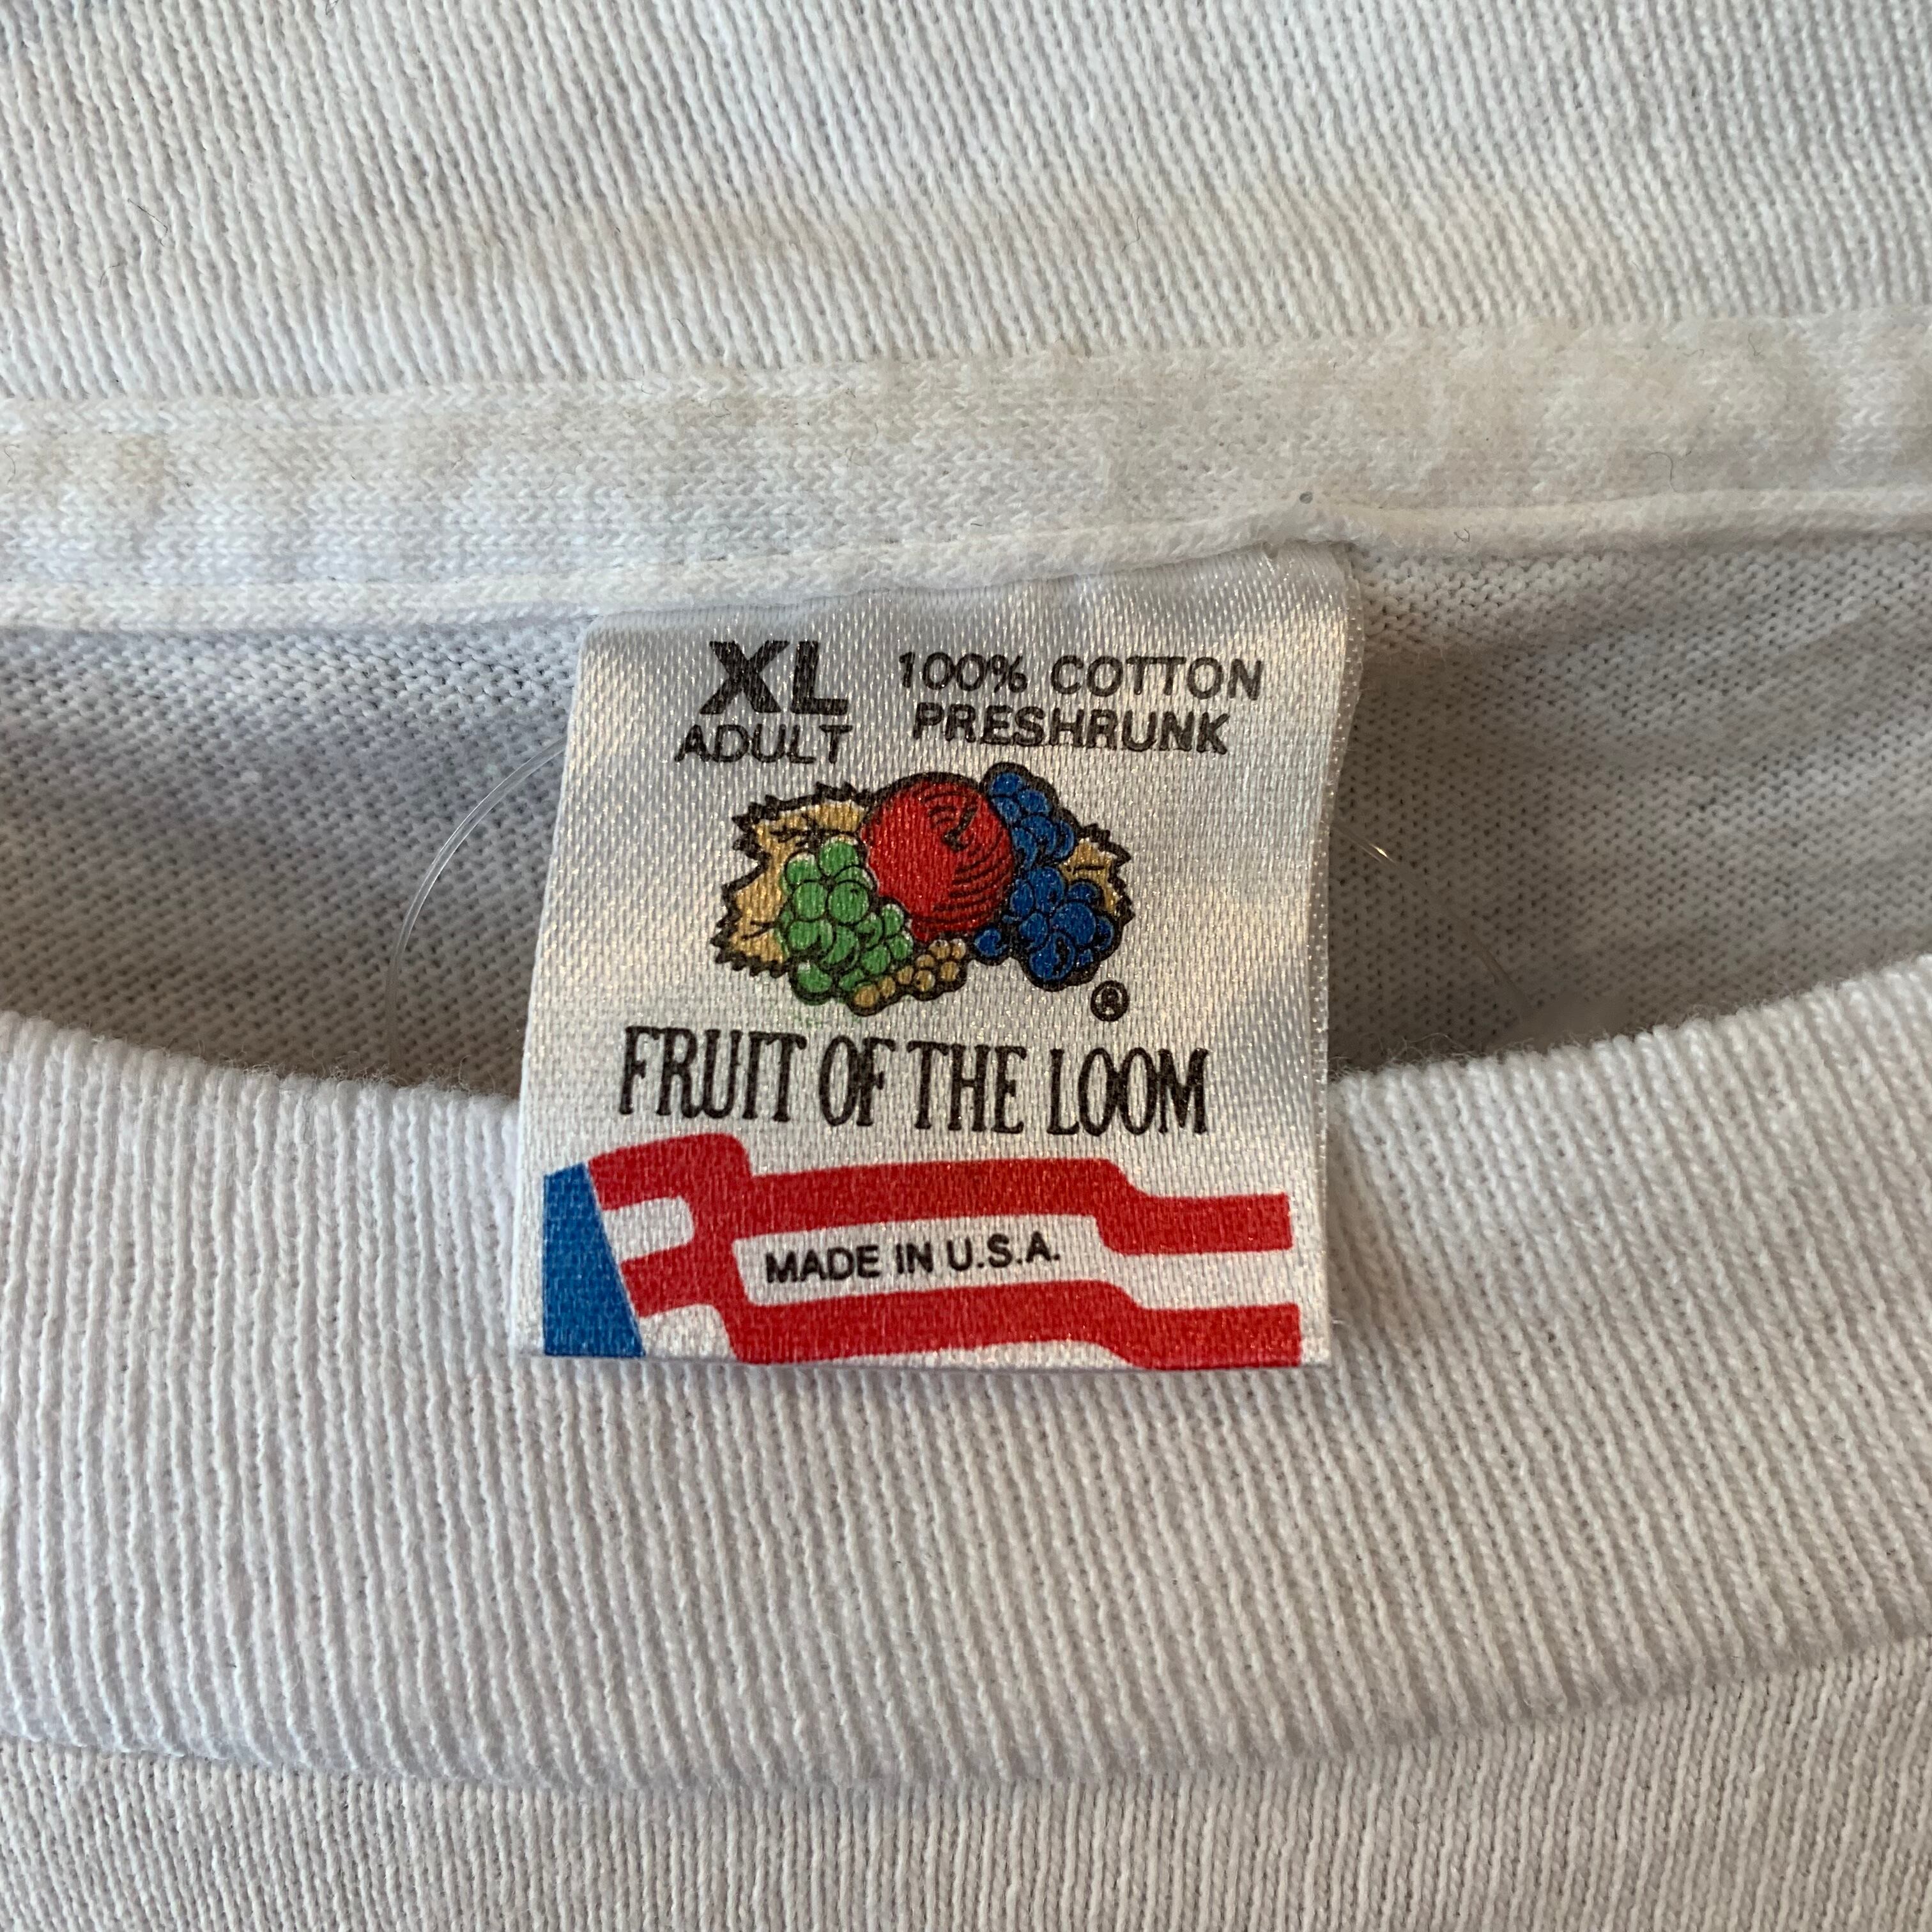 XL
ADULT
100% COTTON
PRESHRUNK
®
FRUIT OF THE LOOM
MADE IN U.S.A.